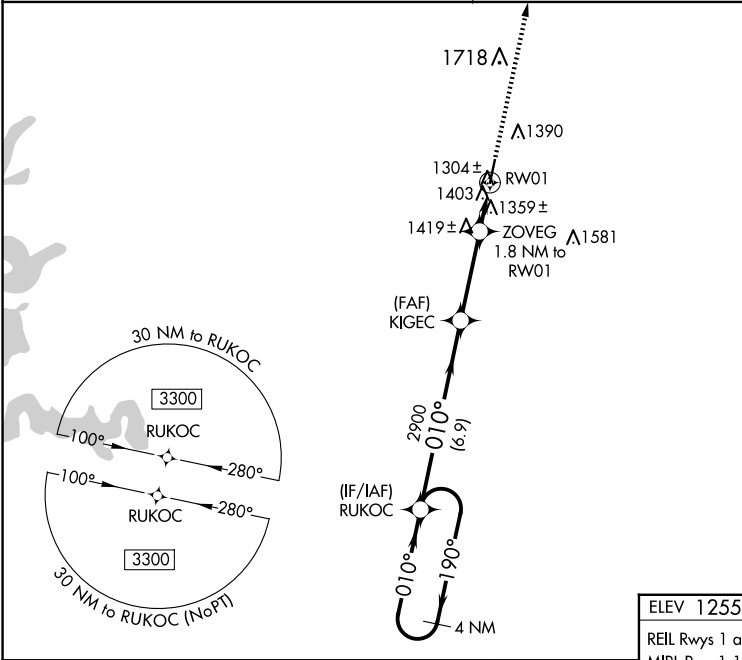 1718
1390
1304 ±
RW01
1403
1359 ±
1419 ±
ZOVEG
1581
1.8 NM to
RW01
(FAF)
KIGEC
30 NM to RUKOC
3300
RUKOC
100°
280°
2900
010°
(6.9)
100°
280°
RUKOC
3300
30 NM to RUKOC (NoPT)
(IF/IAF)
RUKOC
010°
190°
4 NM
ELEV 1255
REIL Rwys 1 a